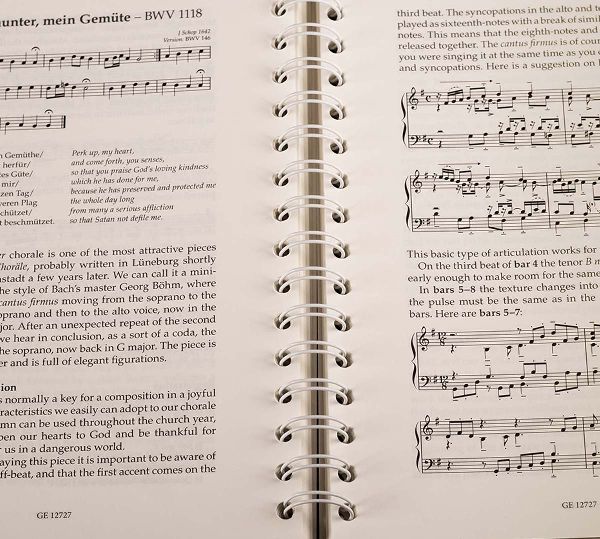 unter, mein Gemüte – BWV 1118
J Schop 1642
Version: BWV 146
n Gemüthe/
herfür/
tes Güte/
mir/
zen Tag/
veren Plag
chützet/
t beschmützet.
Perk up, my heart,
and come forth, you senses,
so that you praise God's loving kindness
which he has done for me,
because he has preserved and protected me
the whole day long
from many a serious affliction
so that Satan not defile me.
er chorale is one of the most attractive pieces
Choräle, probably written in Lüneburg shortly
nstadt a few years later. We can call it a mini-
he style of Bach's master Georg Böhm, where
cantus firmus moving from the soprano to the
oprano and then to the alto voice, now in the
jor. After an unexpected repeat of the second
ve hear in conclusion, as a sort of a coda, the
he soprano, now back in G major. The piece is
er and is full of elegant figurations.
sion
s normally a key for a composition in a joyful
aracteristics we easily can adopt to our chorale
mn can be used throughout the church year,
pen our hearts to God and be thankful for
r us in a dangerous world.
aying this piece it is important to be aware of
ff-beat, and that the first accent comes on the
GE 12727
third beat. The syncopations in the alto and te
played as sixteenth-notes with a break of simil
notes. This means that the eighth-notes and
released together. The cantus firmus is of cour
you were singing it at the same time as you
and syncopations. Here is a suggestion on
This basic type of articulation works for
On the third beat of bar 4 the tenor B m
early enough to make room for the same
In bars 5–8 the texture changes into
the pulse must be the same as in the
bars. Here are bars 5–7:
GE 12727